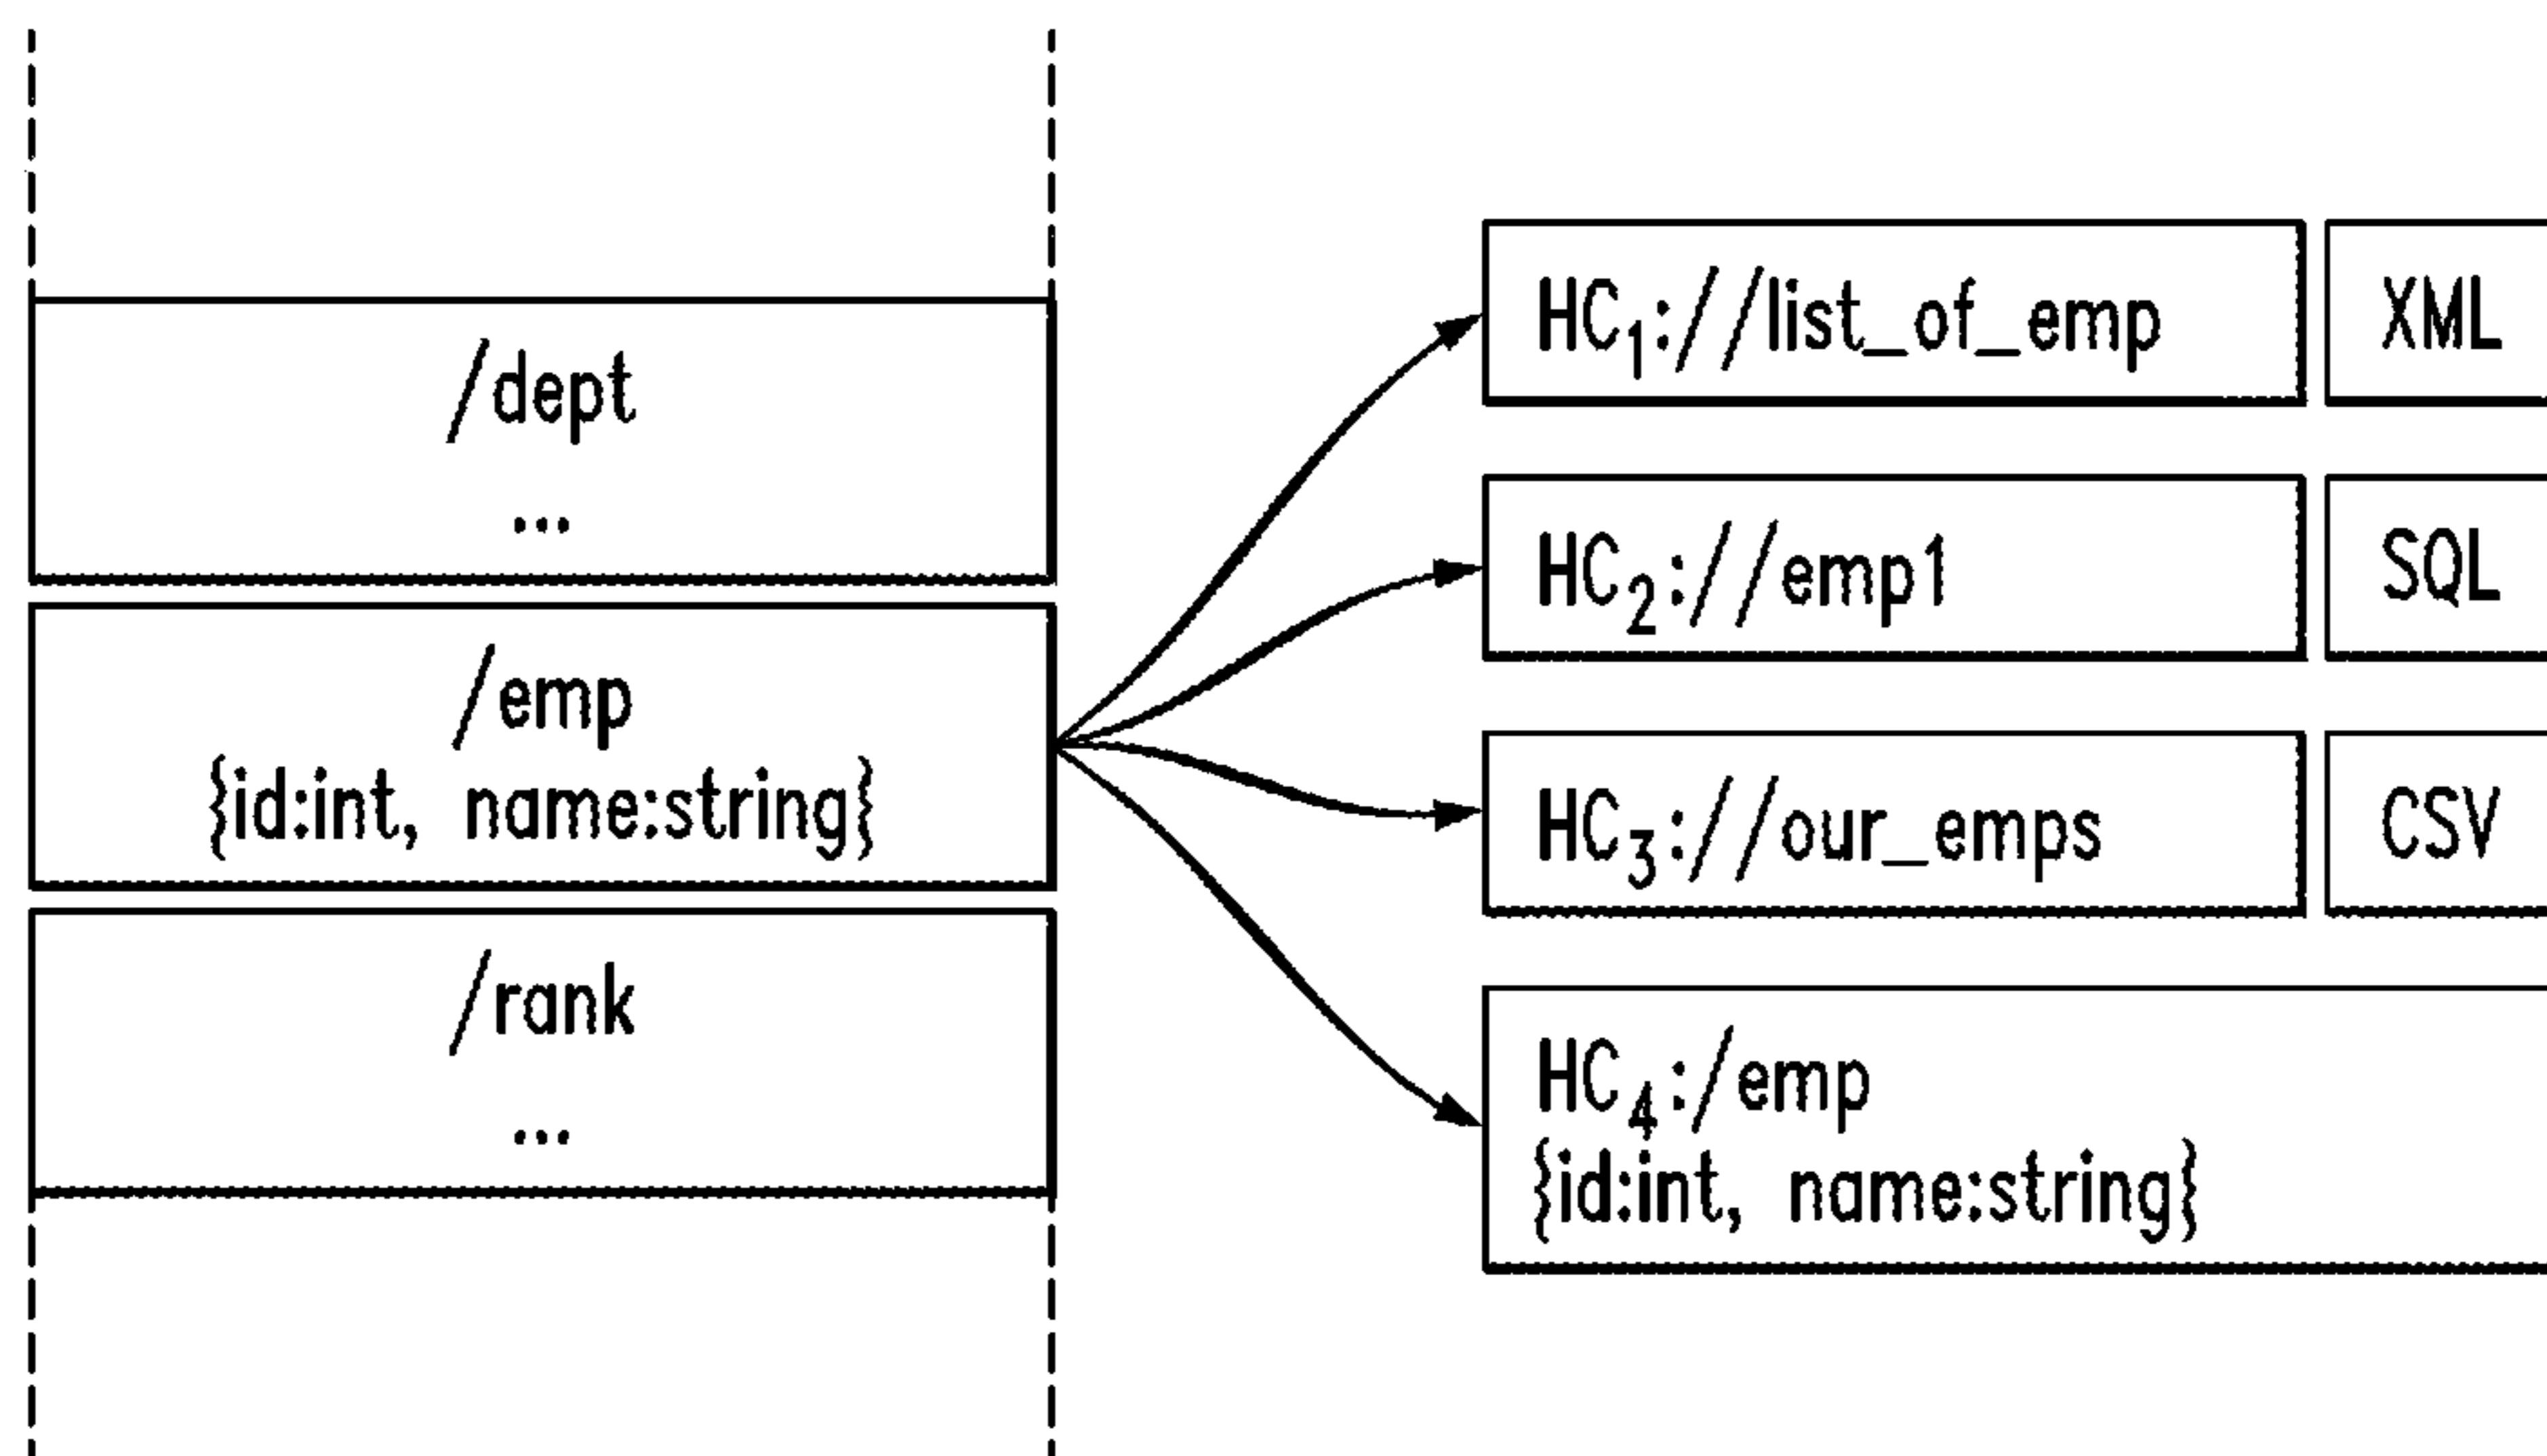 /dept
...
/emp
{id:int, name:string}
/rank
...
HC₁://list_of_emp
XML
HC₂://emp1
SQL
HC₃://our_emps
CSV
HC₄:/emp
{id:int, name:string}